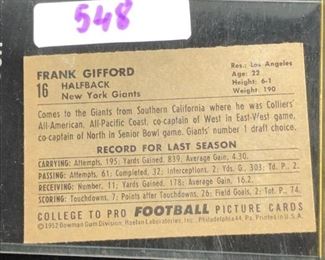 548
FRANK GIFFORD
16 HALFBACK
New York Giants
Res.: Los Angeles
Age: 22
Height: 6-1
Weight: 190
Comes to the Giants from Southern California where he was Colliers'
All-American, All-Pacific Coast, co-captain of West in East-West game,
co-captain of North in Senior Bowl game. Giants' number 1 draft choice.
RECORD FOR LAST SEASON
CARRYING: Attempts, 195; Yards Gained, 839, Average Gain, 4.30.
PASSING: Attempts, 61; Completed, 32; Interceptions, 2; Yds. G., 303; Td. P., 2.
RECEIVING: Number, 11; Yards Gained, 178; Average Gain, 16.2.
SCORING: Touchdowns, 7; Points after Touchdowns, 26; Field Goals, 2; Tot. P., 74.
COLLEGE TO PRO FOOTBALL PICTURE CARDS
©1952 Bowman Gum Division, Haelan Laboratories, Inc., Philadelphia 44, Pa. Printed in U.S.A.